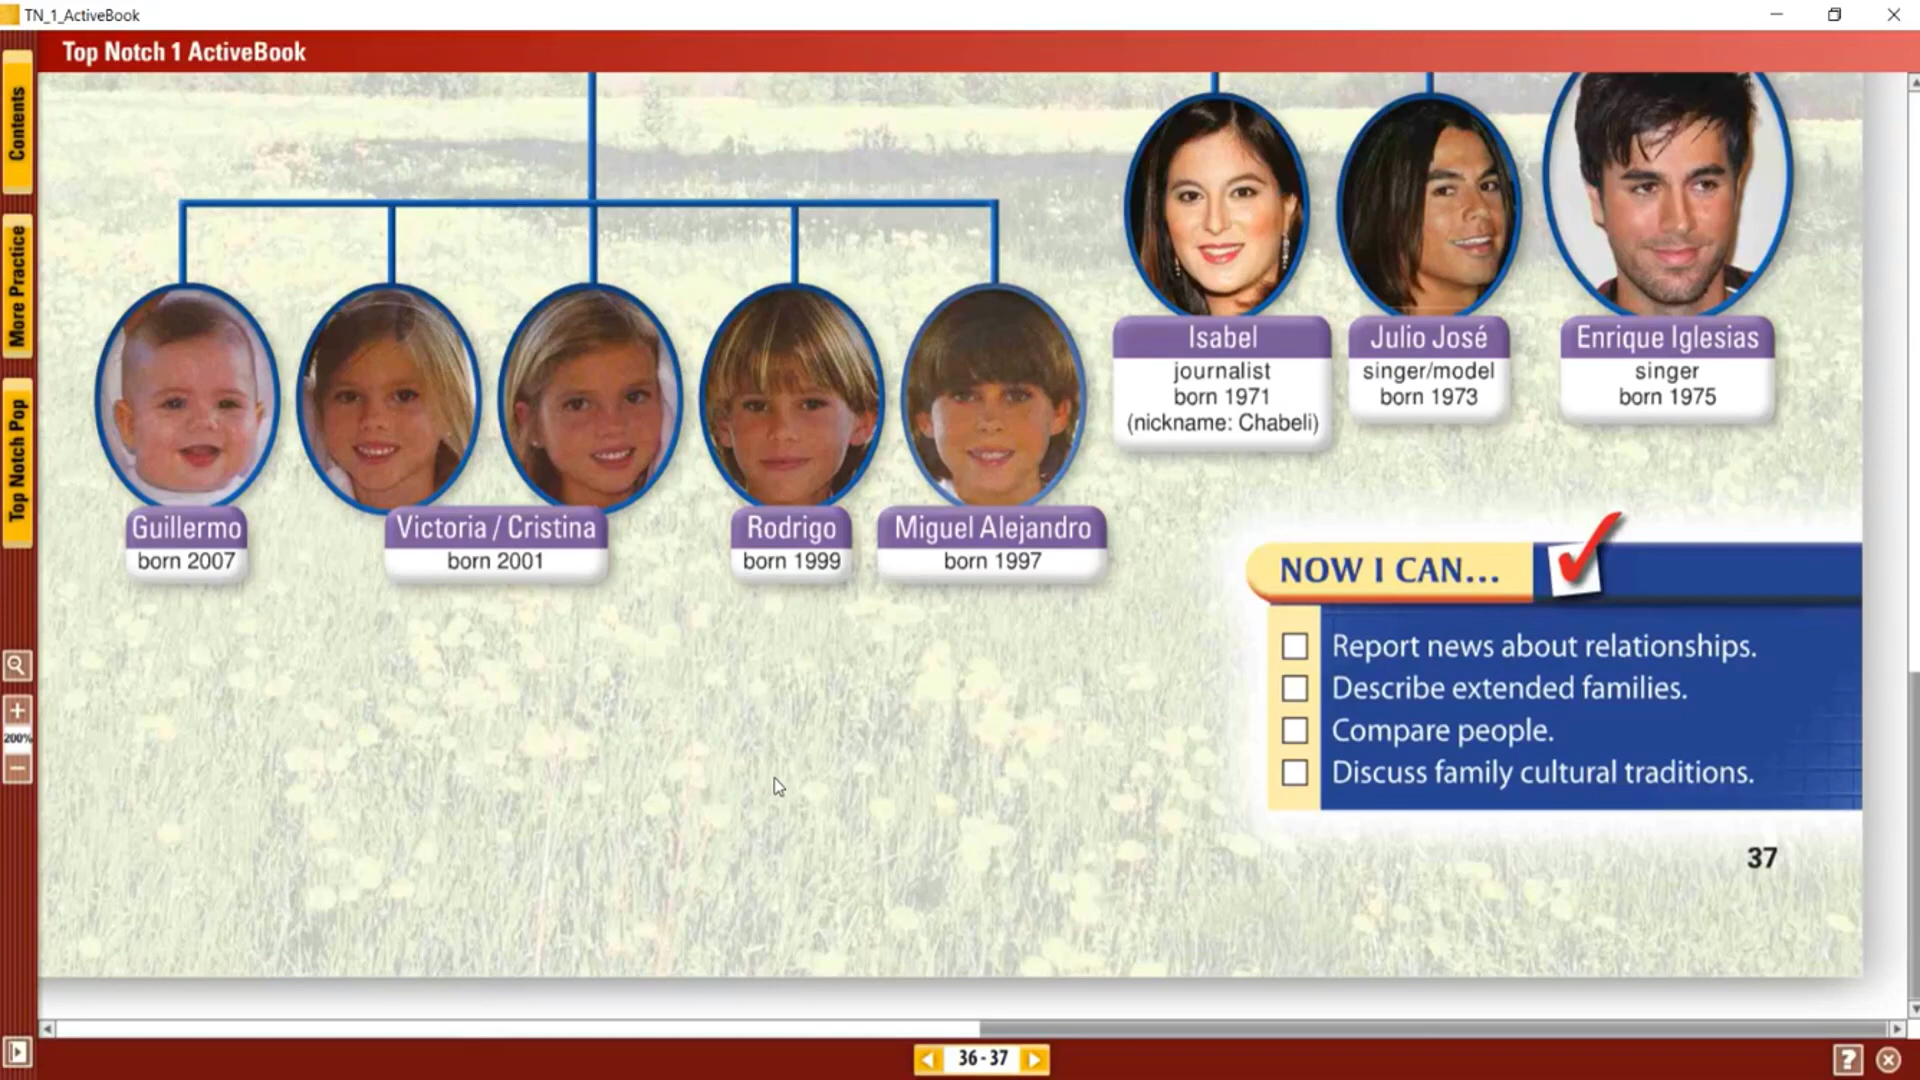 TN_1_ActiveBook
Top Notch 1 ActiveBook
Contents
More Practice
Top Notch Pop
200%
Isabel
journalist
born 1971
(nickname: Chabeli)
Julio José
singer/model
born 1973
Enrique Iglesias
singer
born 1975
Guillermo
born 2007
Victoria / Cristina
born 2001
Rodrigo
born 1999
Miguel Alejandro
born 1997
NOW I CAN...
Report news about relationships.
Describe extended families.
Compare people.
Discuss family cultural traditions.
37
36 - 37
?